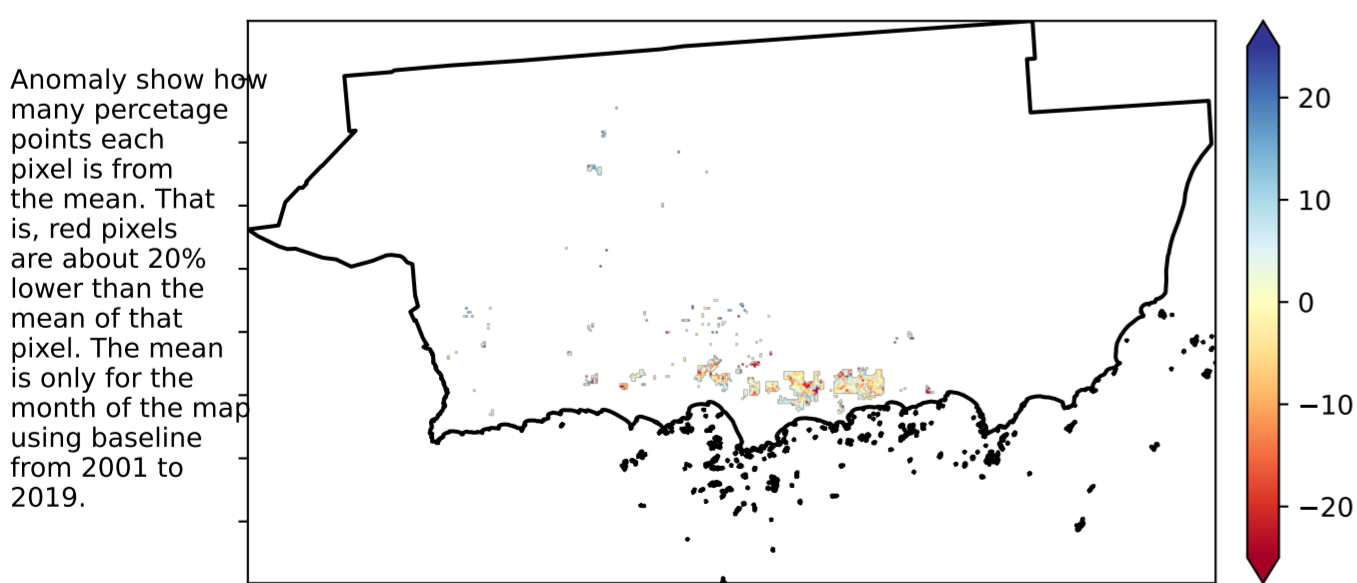 Anomaly show how
many percetage
points each
pixel is from
the mean. That
is, red pixels
are about 20%
lower than the
mean of that
pixel. The mean
is only for the
month of the map
using baseline
from 2001 to
2019.
20
10
0
−10
−20